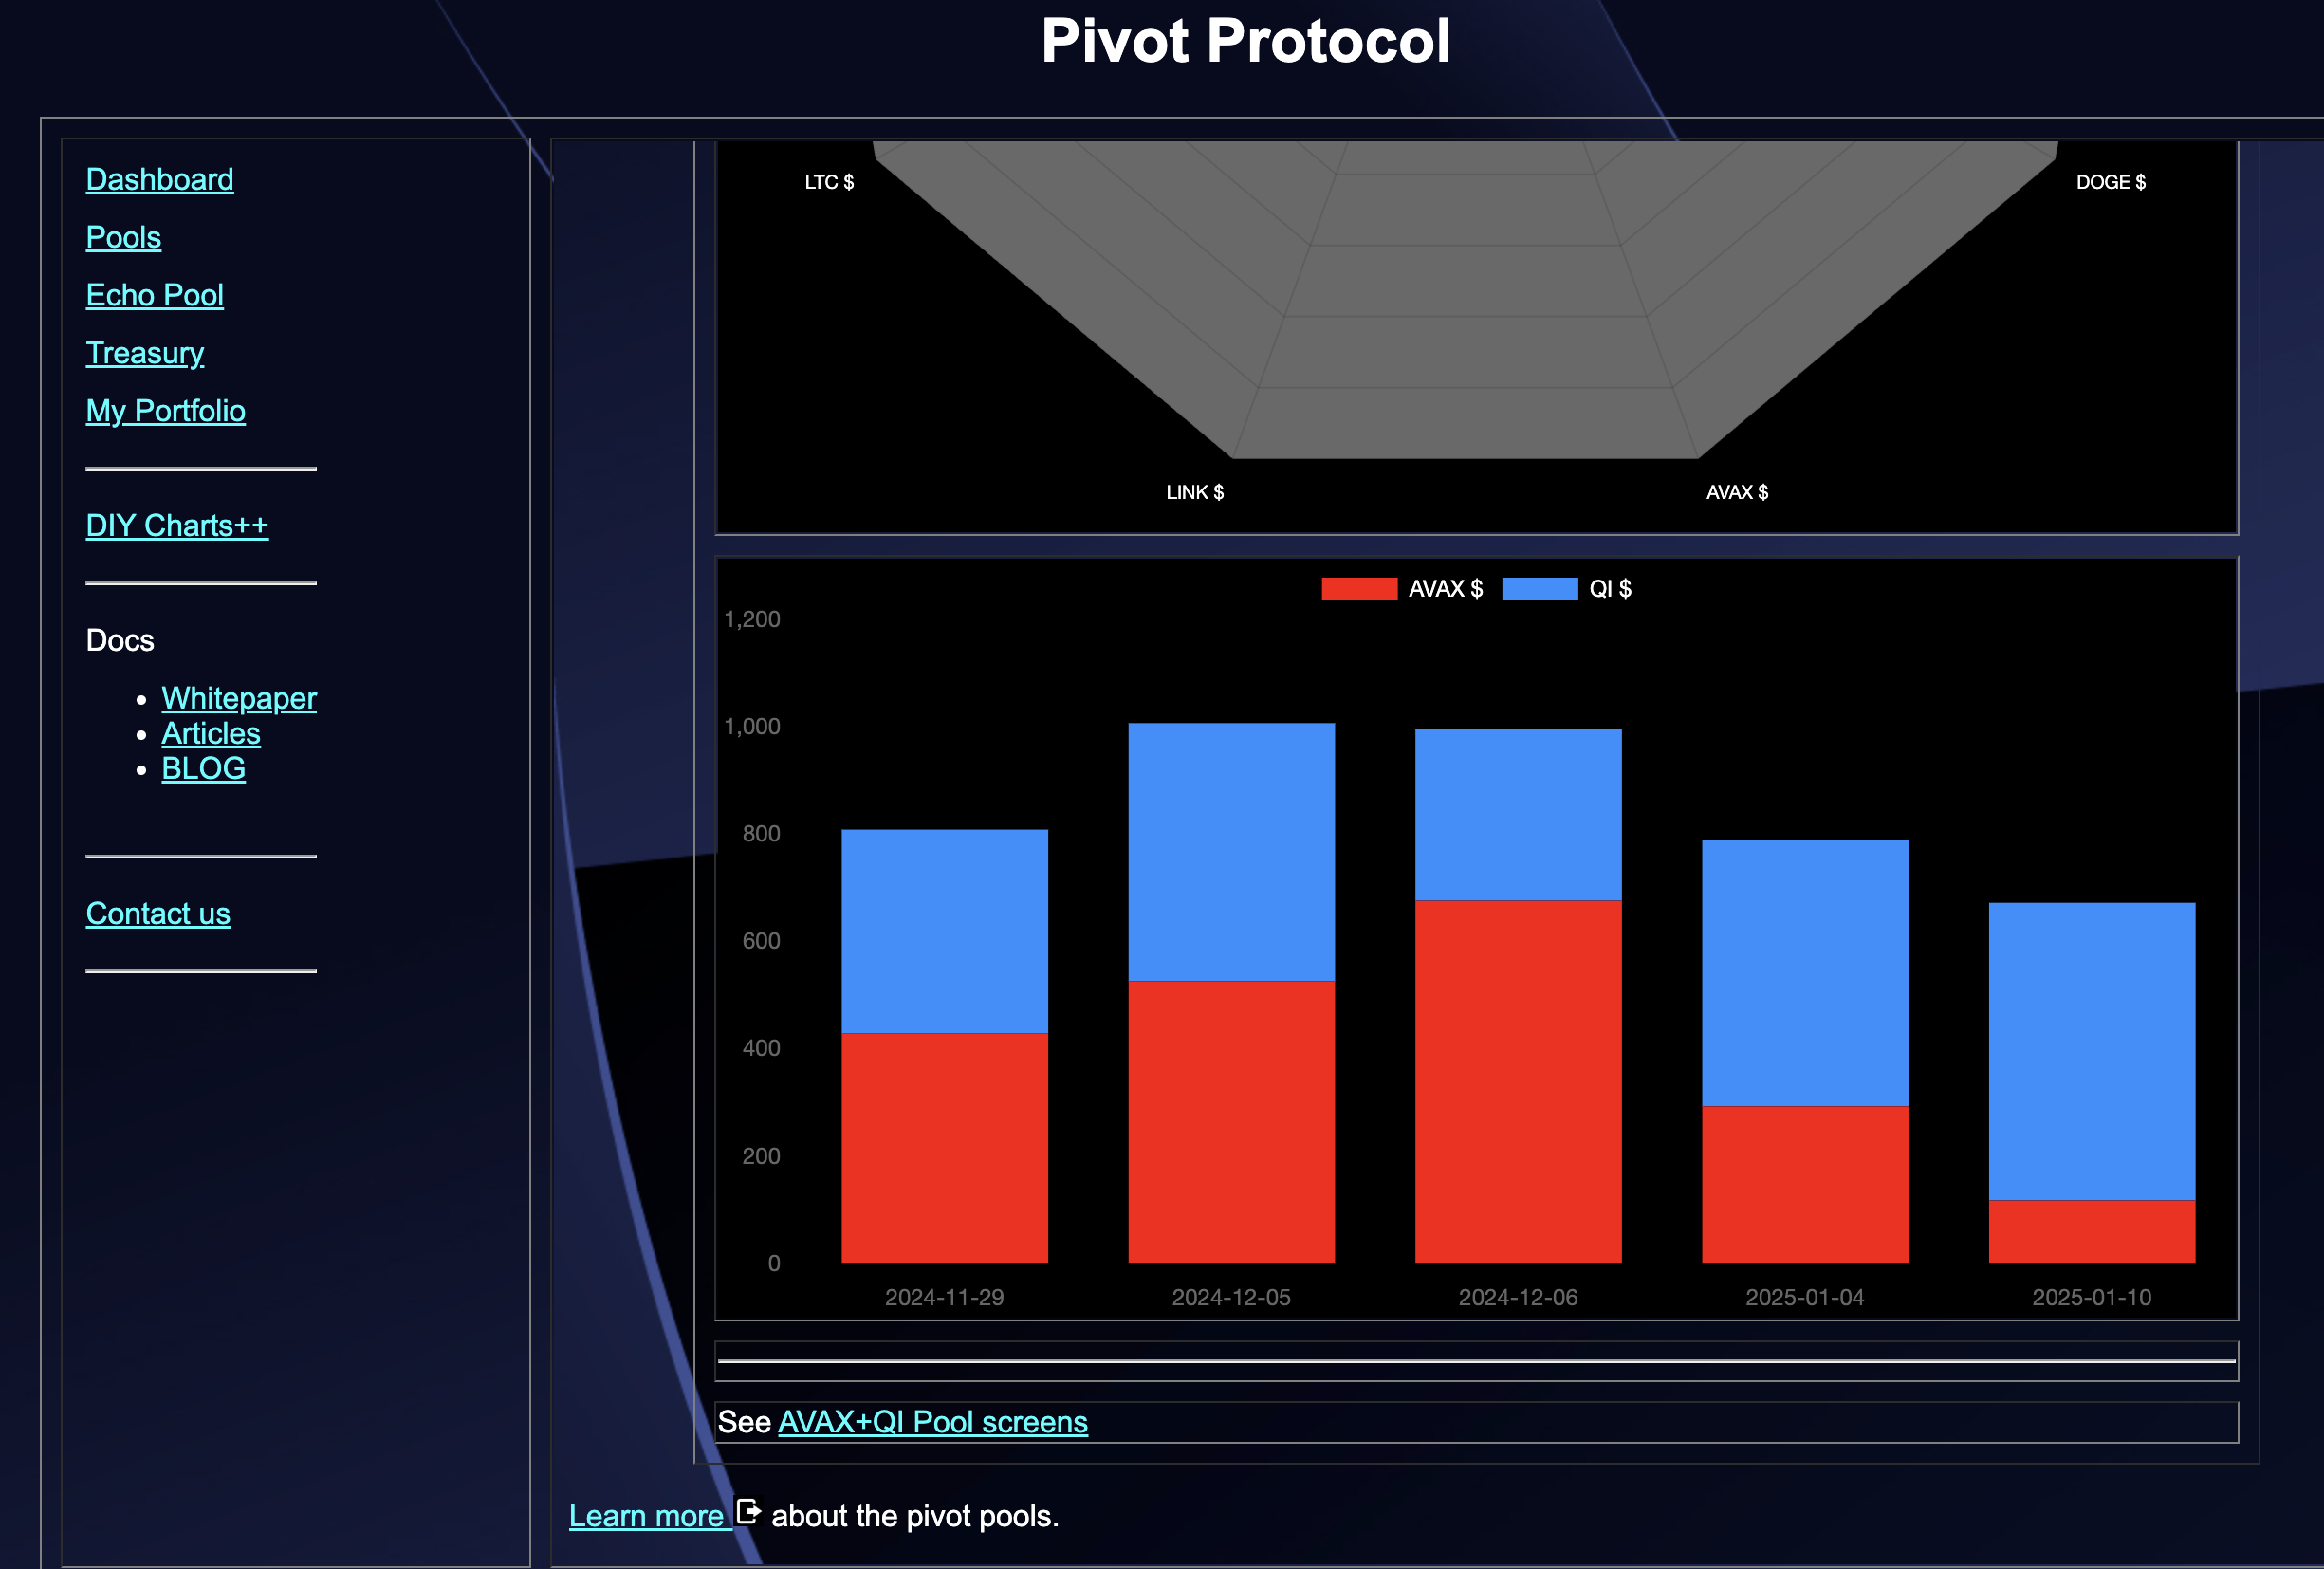 Pivot Protocol
Dashboard
Pools
Echo Pool
Treasury
My Portfolio
DIY Charts++
Docs
Whitepaper
Articles
BLOG
Contact us
LTC $
DOGE $
LINK $
AVAX $
AVAX $
QI $
1,200
1,000
800
600
400
200
0
2024-11-29
2024-12-05
2024-12-06
2025-01-04
2025-01-10
See AVAX+QI Pool screens
Learn more about the pivot pools.